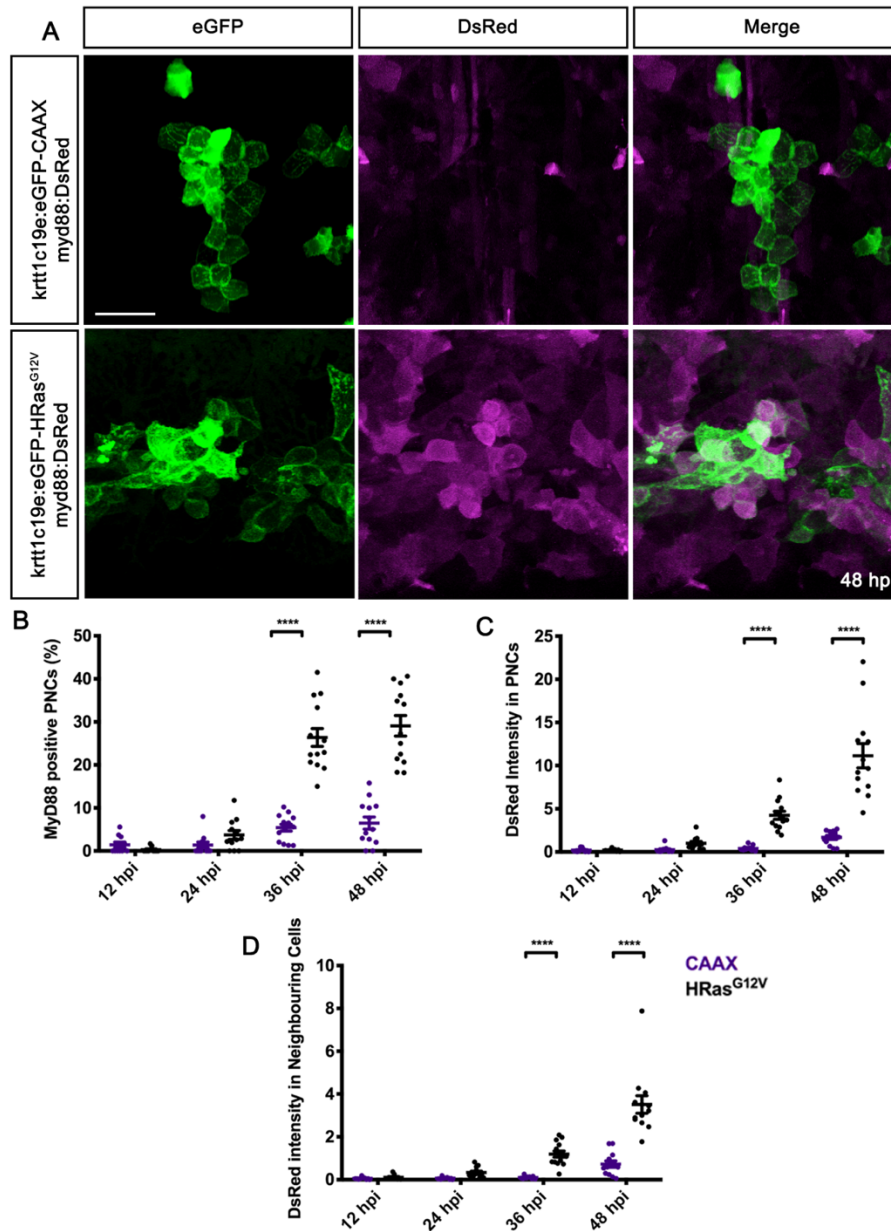 A
eGFP
DsRed
Merge
krtt1c19e:eGFP-CAAX
myd88:DsRed
krtt1c19e:eGFP-HRasG12V
myd88:DsRed
48 hp
B
MyD88 positive PNCs (%)
50
40
30
20
10
0
****
****
12 hpi
24 hpi
36 hpi
48 hpi
C
DsRed Intensity in PNCs
25
20
15
10
5
0
****
****
12 hpi
24 hpi
36 hpi
48 hpi
D
DsRed intensity in Neighbouring Cells
10
8
6
4
2
0
****
****
12 hpi
24 hpi
36 hpi
48 hpi
CAAX
HRasG12V